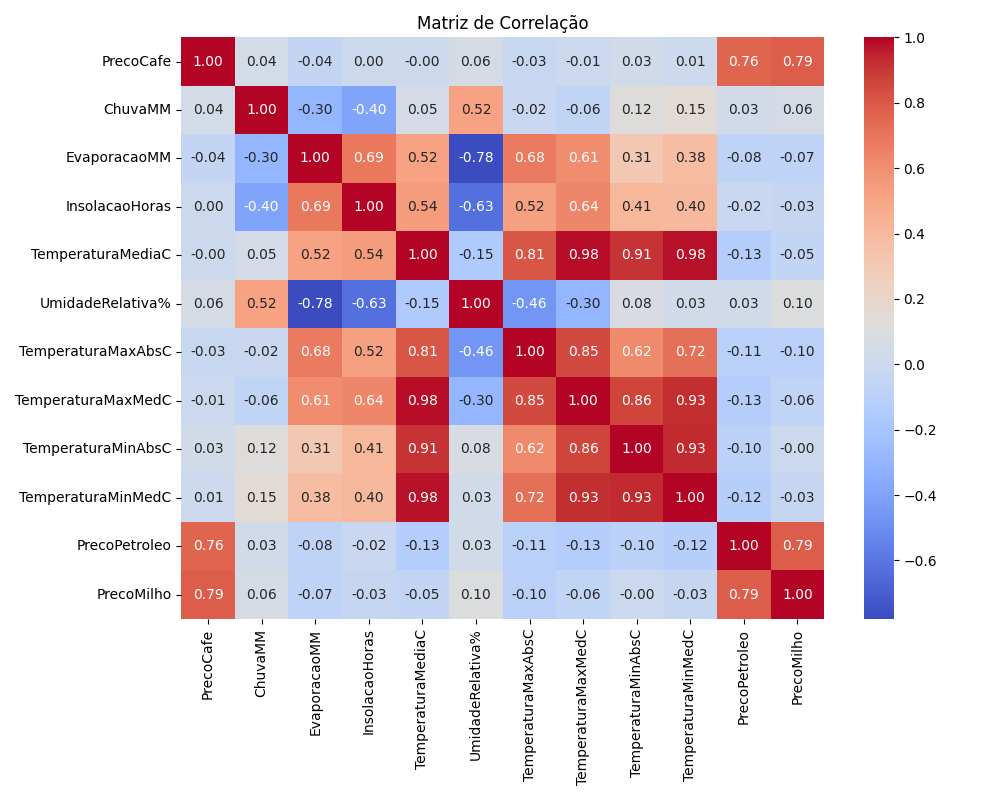 Matriz de Correlação
PrecoCafe 1.00 0.04 -0.04 0.00 -0.00 0.06 -0.03 -0.01 0.03 0.01 0.76 0.79
ChuvaMM 0.04 1.00 -0.30 -0.40 0.05 0.52 -0.02 -0.06 0.12 0.15 0.03 0.06
EvaporacaoMM -0.04 -0.30 1.00 0.69 0.52 -0.78 0.68 0.61 0.31 0.38 -0.08 -0.07
InsolacaoHoras 0.00 -0.40 0.69 1.00 0.54 -0.63 0.52 0.64 0.41 0.40 -0.02 -0.03
TemperaturaMediaC -0.00 0.05 0.52 0.54 1.00 -0.15 0.81 0.98 0.91 0.98 -0.13 -0.05
UmidadeRelativa% 0.06 0.52 -0.78 -0.63 -0.15 1.00 -0.46 -0.30 0.08 0.03 0.03 0.10
TemperaturaMaxAbsC -0.03 -0.02 0.68 0.52 0.81 -0.46 1.00 0.85 0.62 0.72 -0.11 -0.10
TemperaturaMaxMedC -0.01 -0.06 0.61 0.64 0.98 -0.30 0.85 1.00 0.86 0.93 -0.13 -0.06
TemperaturaMinAbsC 0.03 0.12 0.31 0.41 0.91 0.08 0.62 0.86 1.00 0.93 -0.10 -0.00
TemperaturaMinMedC 0.01 0.15 0.38 0.40 0.98 0.03 0.72 0.93 0.93 1.00 -0.12 -0.03
PrecoPetroleo 0.76 0.03 -0.08 -0.02 -0.13 0.03 -0.11 -0.13 -0.10 -0.12 1.00 0.79
PrecoMilho 0.79 0.06 -0.07 -0.03 -0.05 0.10 -0.10 -0.06 -0.00 -0.03 0.79 1.00
PrecoCafe
ChuvaMM
EvaporacaoMM
InsolacaoHoras
TemperaturaMediaC
UmidadeRelativa%
TemperaturaMaxAbsC
TemperaturaMaxMedC
TemperaturaMinAbsC
TemperaturaMinMedC
PrecoPetroleo
PrecoMilho
1.0
0.8
0.6
0.4
0.2
0.0
−0.2
−0.4
−0.6